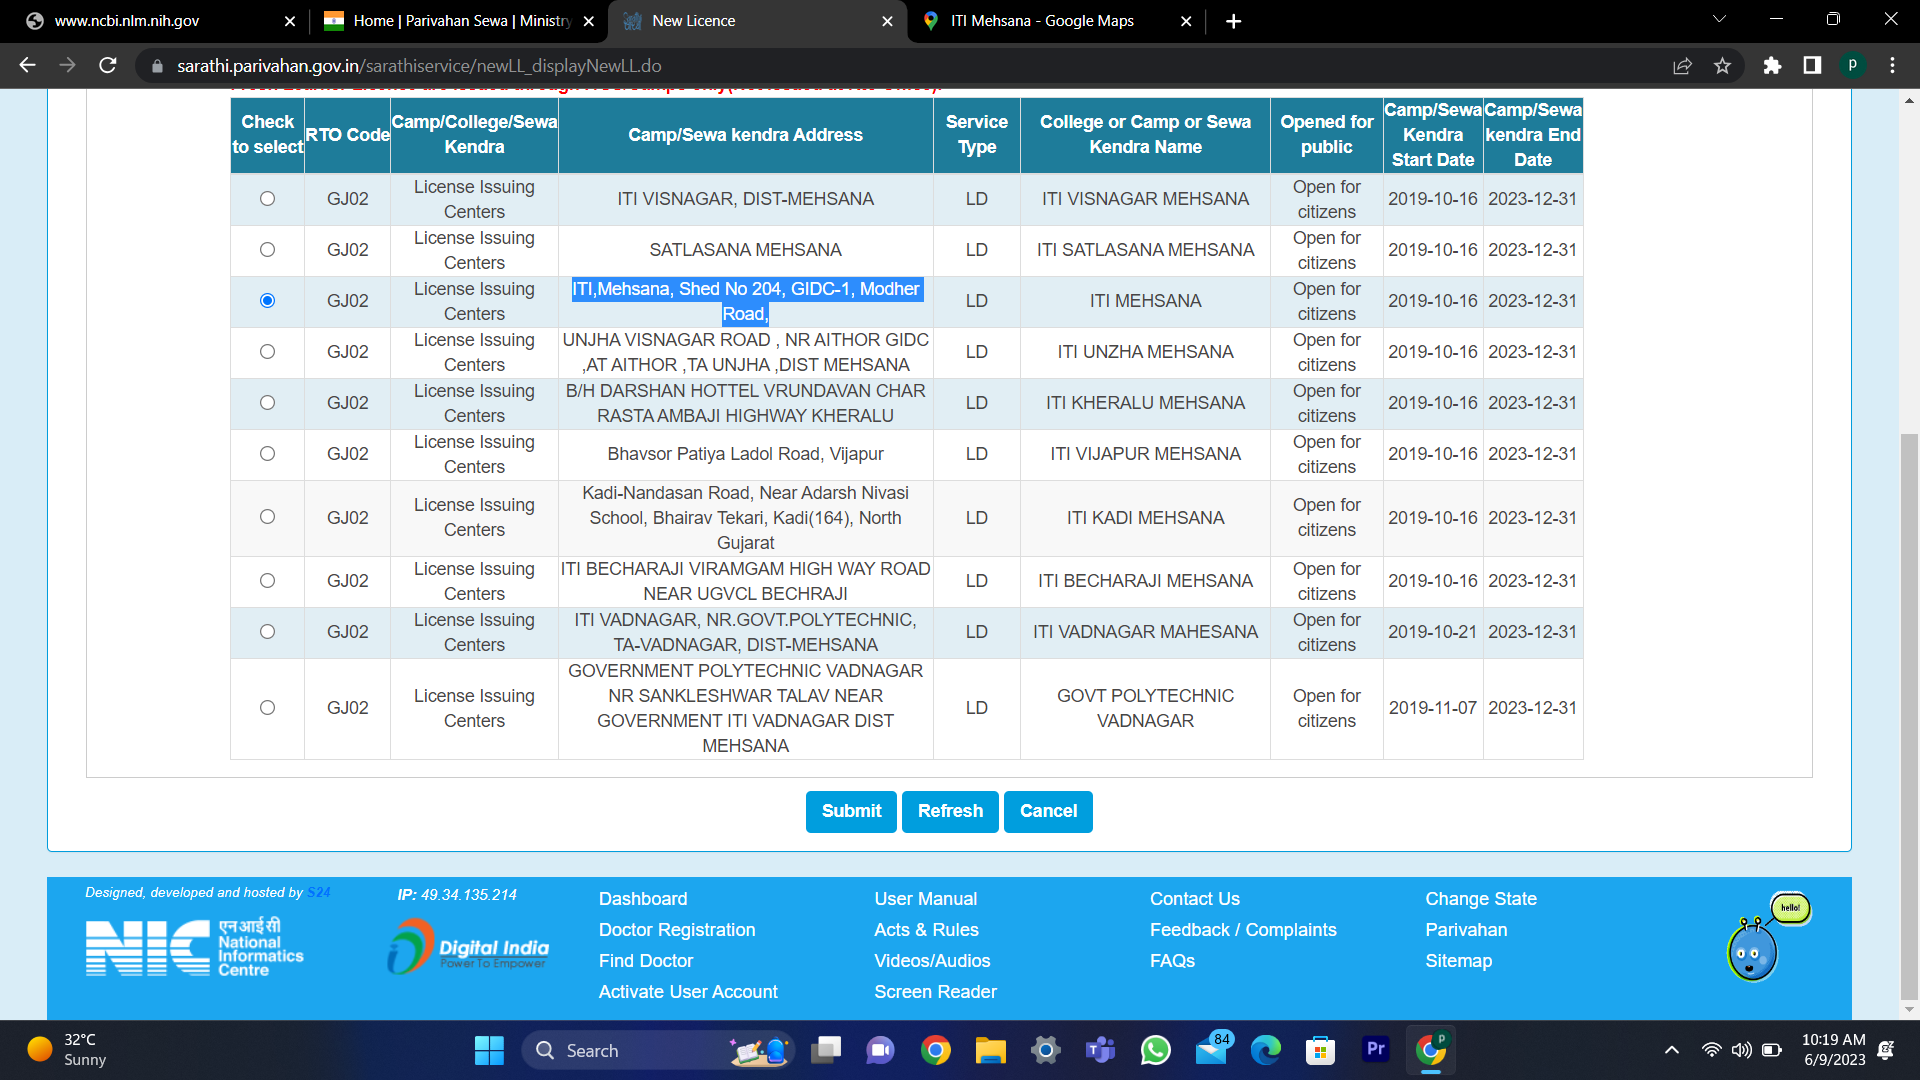 www.ncbi.nlm.nih.gov
Home | Parivahan Sewa | Ministry
New Licence
ITI Mehsana - Google Maps
sarathi.parivahan.gov.in/sarathiservice/newLL_displayNewLL.do
P
Check to select
RTO Code
Camp/College/Sewa Kendra
Camp/Sewa kendra Address
Service Type
College or Camp or Sewa Kendra Name
Opened for public
Camp/Sewa Kendra Start Date
Camp/Sewa kendra End Date
GJ02
License Issuing Centers
ITI VISNAGAR, DIST-MEHSANA
LD
ITI VISNAGAR MEHSANA
Open for citizens
2019-10-16
2023-12-31
GJ02
License Issuing Centers
SATLASANA MEHSANA
LD
ITI SATLASANA MEHSANA
Open for citizens
2019-10-16
2023-12-31
GJ02
License Issuing Centers
ITI,Mehsana, Shed No 204, GIDC-1, Modher
Road,
LD
ITI MEHSANA
Open for citizens
2019-10-16
2023-12-31
GJ02
License Issuing Centers
UNJHA VISNAGAR ROAD , NR AITHOR GIDC
,AT AITHOR ,TA UNJHA ,DIST MEHSANA
LD
ITI UNZHA MEHSANA
Open for citizens
2019-10-16
2023-12-31
GJ02
License Issuing Centers
B/H DARSHAN HOTTEL VRUNDAVAN CHAR
RASTA AMBAJI HIGHWAY KHERALU
LD
ITI KHERALU MEHSANA
Open for citizens
2019-10-16
2023-12-31
GJ02
License Issuing Centers
Bhavsor Patiya Ladol Road, Vijapur
LD
ITI VIJAPUR MEHSANA
Open for citizens
2019-10-16
2023-12-31
GJ02
License Issuing Centers
Kadi-Nandasan Road, Near Adarsh Nivasi
School, Bhairav Tekari, Kadi(164), North
Gujarat
LD
ITI KADI MEHSANA
Open for citizens
2019-10-16
2023-12-31
GJ02
License Issuing Centers
ITI BECHARAJI VIRAMGAM HIGH WAY ROAD
NEAR UGVCL BECHRAJI
LD
ITI BECHARAJI MEHSANA
Open for citizens
2019-10-16
2023-12-31
GJ02
License Issuing Centers
ITI VADNAGAR, NR.GOVT.POLYTECHNIC,
TA-VADNAGAR, DIST-MEHSANA
LD
ITI VADNAGAR MAHESANA
Open for citizens
2019-10-21
2023-12-31
GJ02
License Issuing Centers
GOVERNMENT POLYTECHNIC VADNAGAR
NR SANKLESHWAR TALAV NEAR
GOVERNMENT ITI VADNAGAR DIST
MEHSANA
LD
GOVT POLYTECHNIC
VADNAGAR
Open for citizens
2019-11-07
2023-12-31
Submit
Refresh
Cancel
Designed, developed and hosted by S24
NIC
एन आई सी
National
Informatics
Centre
IP: 49.34.135.214
Digital India
Power To Empower
Dashboard
Doctor Registration
Find Doctor
Activate User Account
User Manual
Acts & Rules
Videos/Audios
Screen Reader
Contact Us
Feedback / Complaints
FAQs
Change State
Parivahan
Sitemap
hello!
32°C
Sunny
Search
84
Pr
P
10:19 AM
6/9/2023